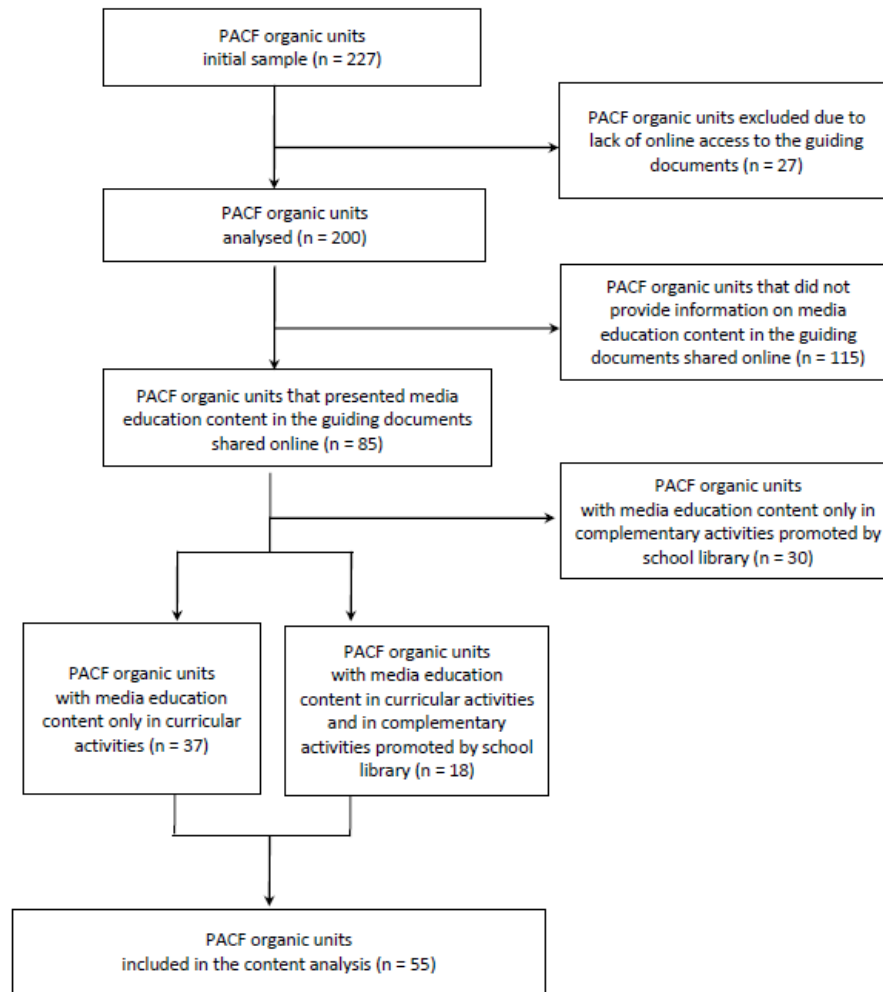 PACF organic units
initial sample (n = 227)
PACF organic units excluded due to
lack of online access to the guiding
documents (n = 27)
PACF organic units
analysed (n = 200)
PACF organic units that did not
provide information on media
education content in the guiding
documents shared online (n = 115)
PACF organic units that presented media
education content in the guiding documents
shared online (n = 85)
PACF organic units
with media education content only in
complementary activities promoted by
school library (n = 30)
PACF organic units
with media education
content only in curricular
activities (n = 37)
PACF organic units
with media education
content in curricular activities
and in complementary
activities promoted by school
library (n = 18)
PACF organic units
included in the content analysis (n = 55)